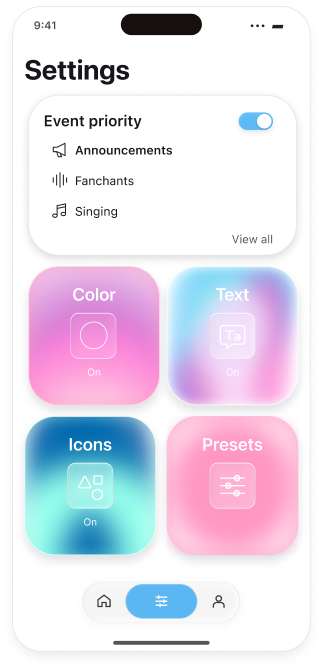 9:41
Settings
Event priority
Announcements
Fanchants
Singing
View all
Color
On
Text
Ta
On
Icons
On
Presets